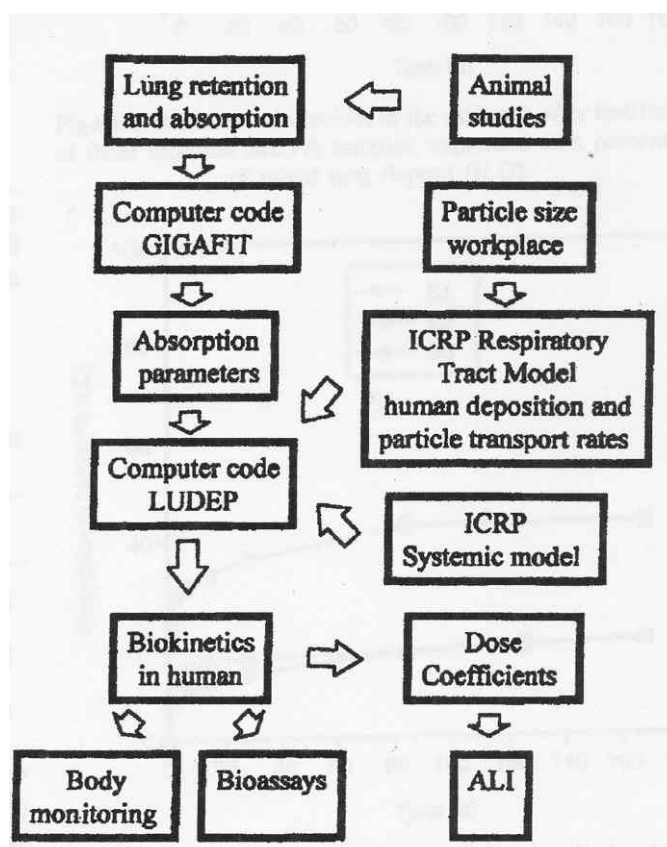 Lung retention
and absorption
Animal
studies
Computer code
GIGAFIT
Particle size
workplace
Absorption
parameters
ICRP Respiratory
Tract Model
human deposition and
particle transport rates
Computer code
LUDEP
ICRP
Systemic model
Biokinetics
in human
Dose
Coefficients
Body
monitoring
Bioassays
ALI